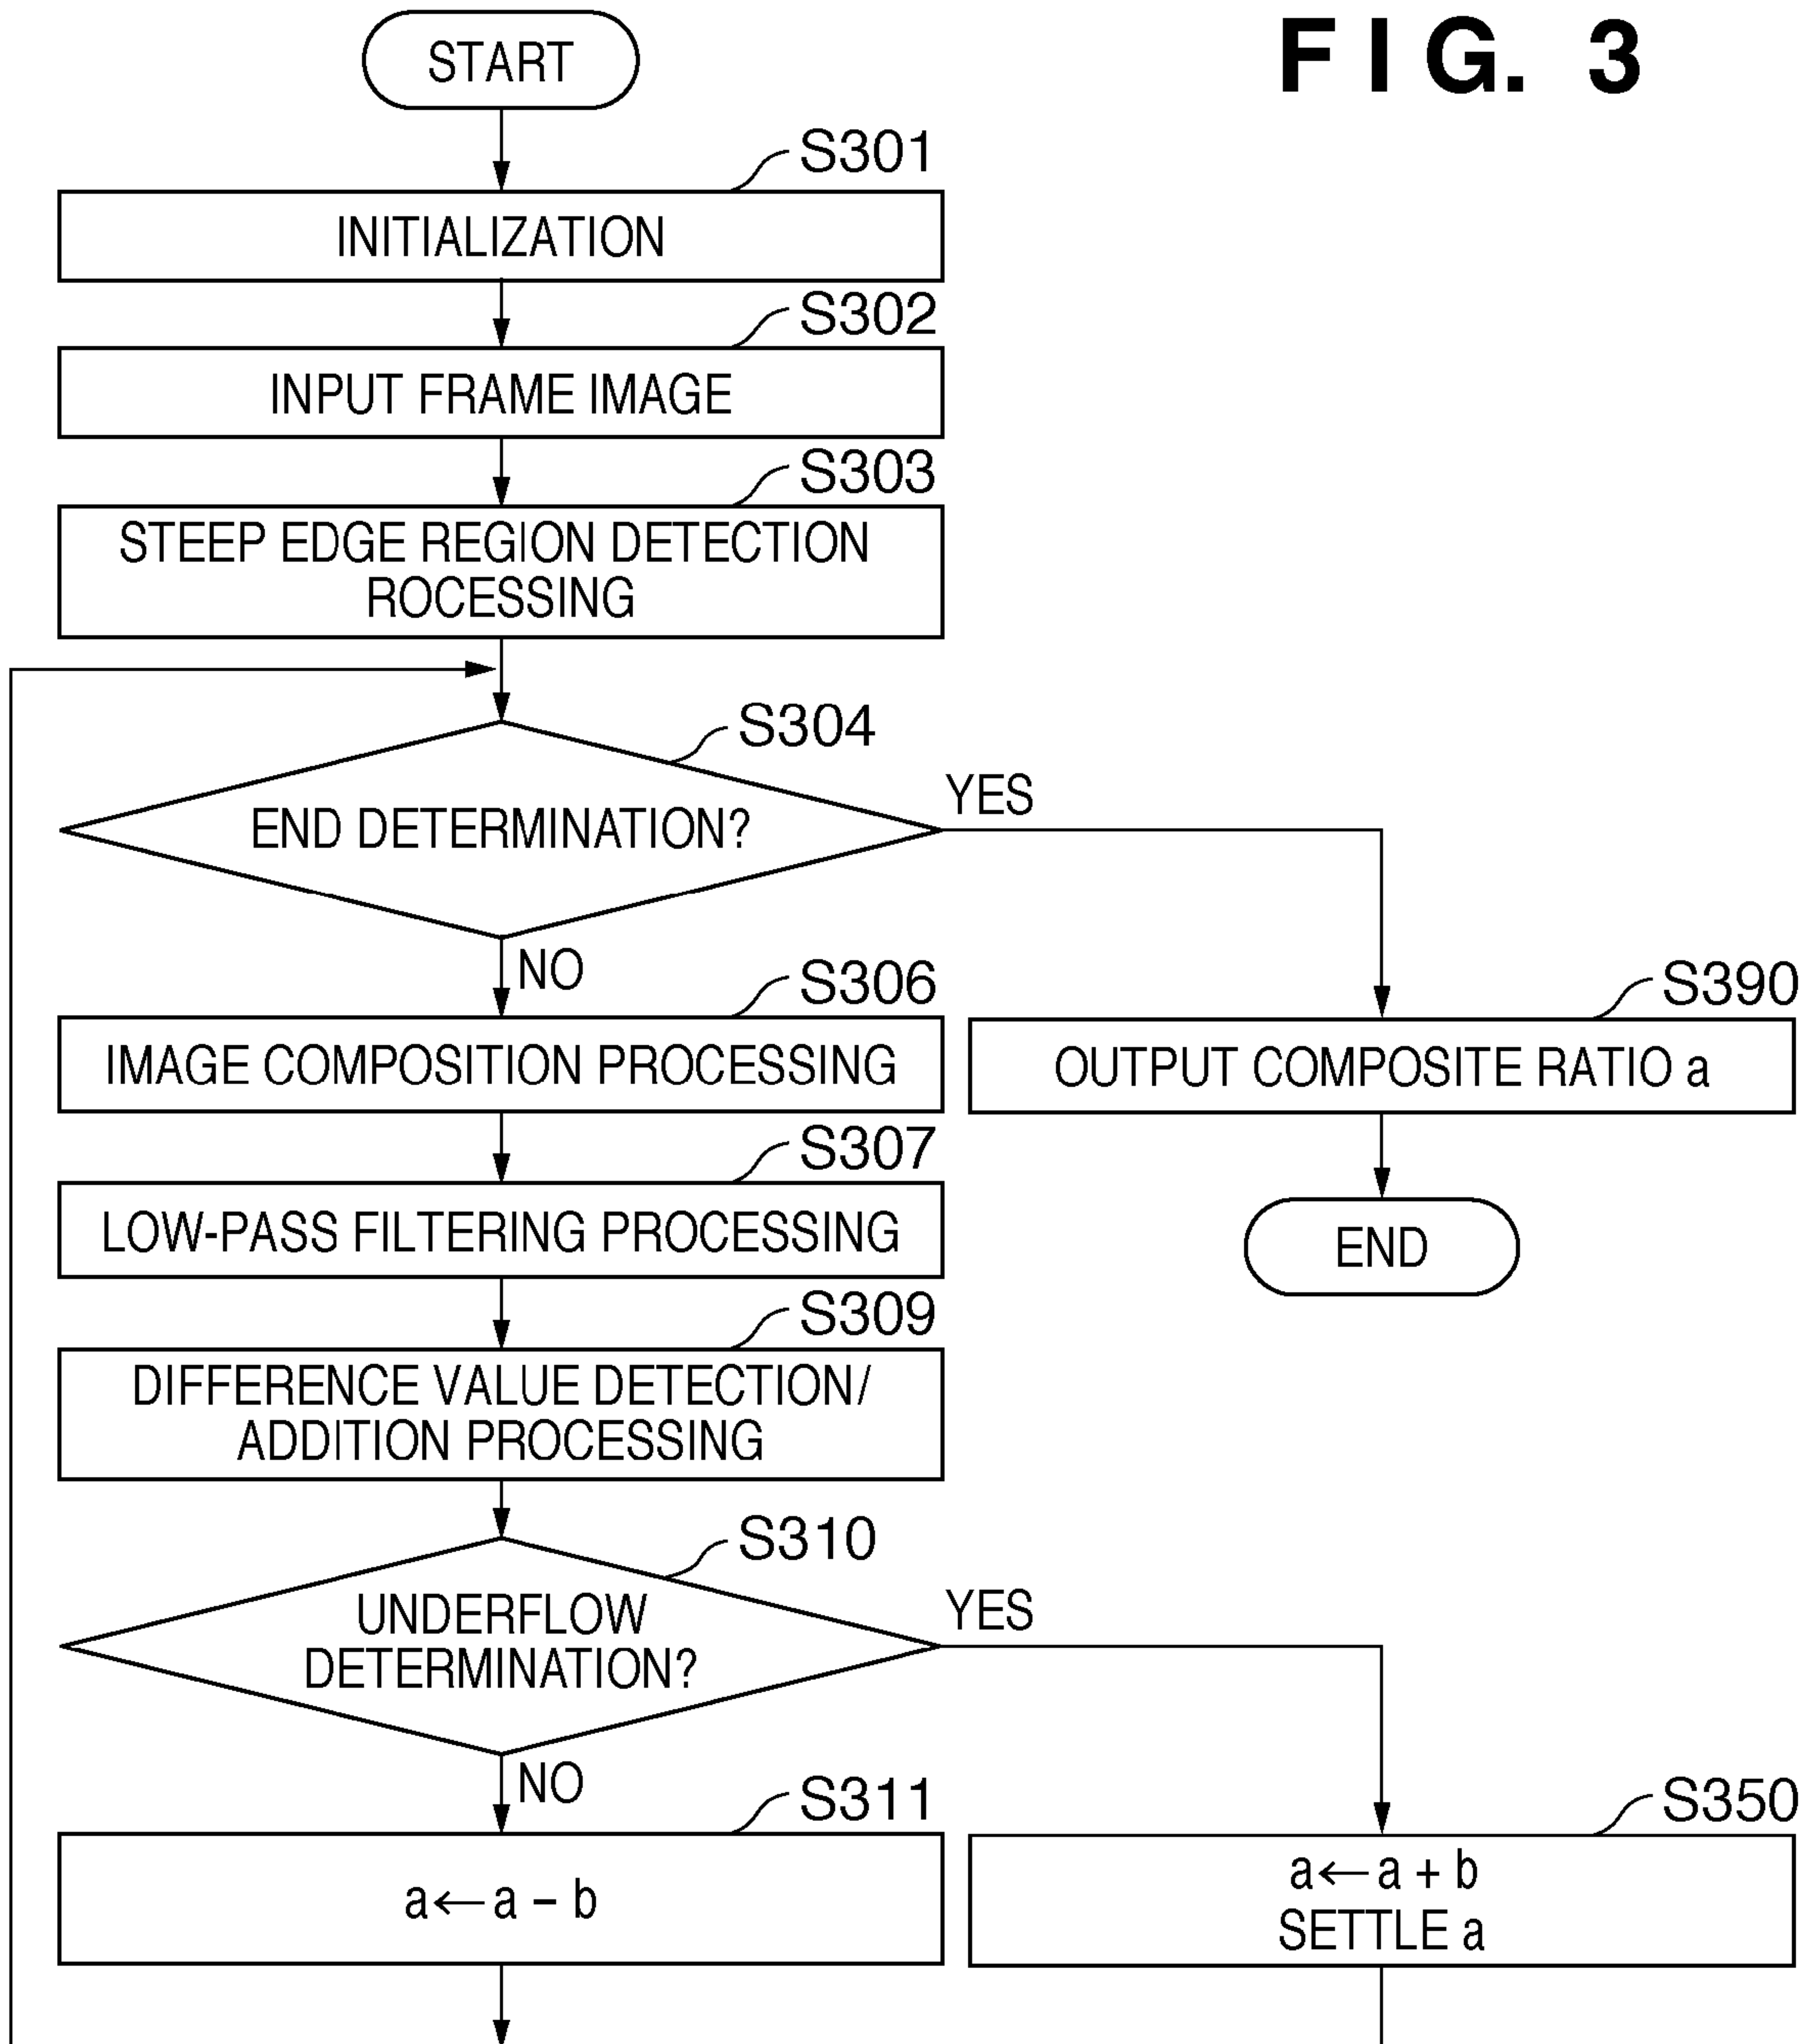 FIG. 3
START
S301
INITIALIZATION
S302
INPUT FRAME IMAGE
S303
STEEP EDGE REGION DETECTION
ROCESSING
S304
END DETERMINATION?
YES
NO
S306
IMAGE COMPOSITION PROCESSING
S390
OUTPUT COMPOSITE RATIO a
S307
LOW-PASS FILTERING PROCESSING
END
S309
DIFFERENCE VALUE DETECTION/
ADDITION PROCESSING
S310
UNDERFLOW
DETERMINATION?
YES
NO
S311
a ← a − b
S350
a ← a + b
SETTLE a